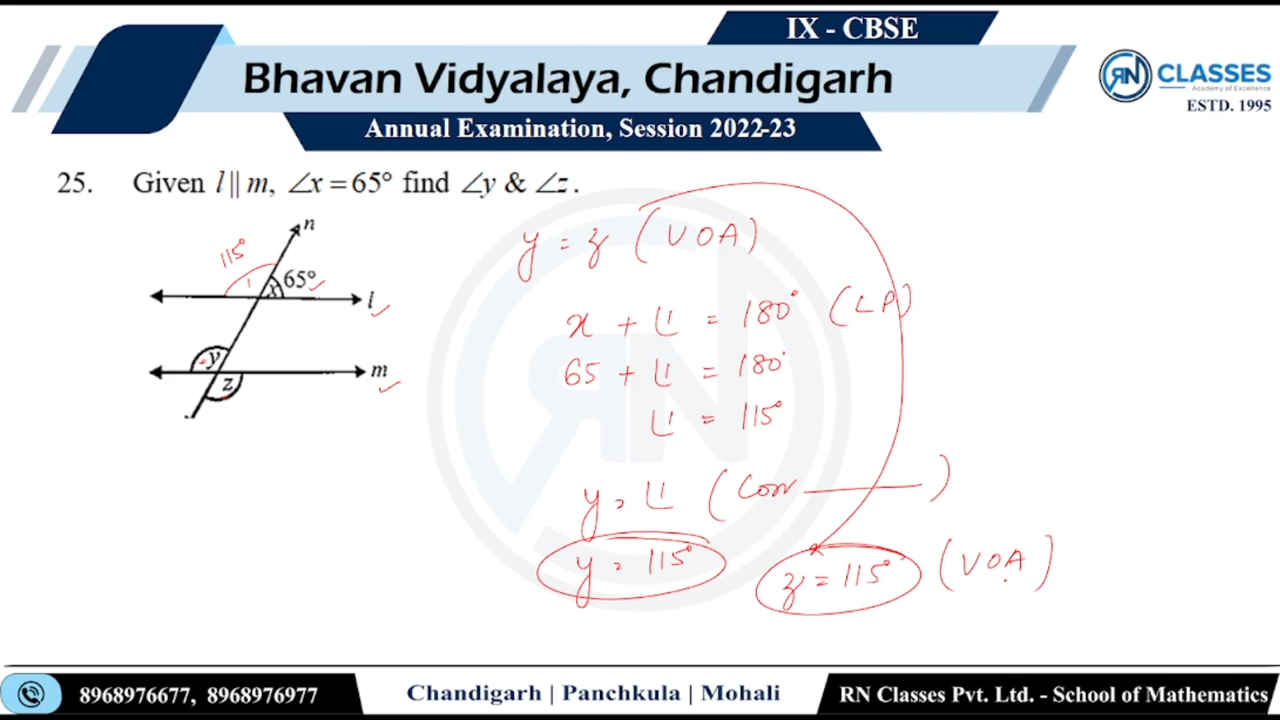 IX - CBSE
Bhavan Vidyalaya, Chandigarh
RN CLASSES
Academy of Excellence
ESTD. 1995
Annual Examination, Session 2022-23
25. Given l || m, ∠x = 65° find ∠y & ∠z.
n
115°
1
65°
x
l
y
m
z
y = z (VOA)
x + ∠1 = 180° (LP)
65 + ∠1 = 180°
∠1 = 115°
y = ∠1 (Corr )
y = 115°
z = 115° (VOA)
RN
8968976677, 8968976977
Chandigarh | Panchkula | Mohali
RN Classes Pvt. Ltd. - School of Mathematics